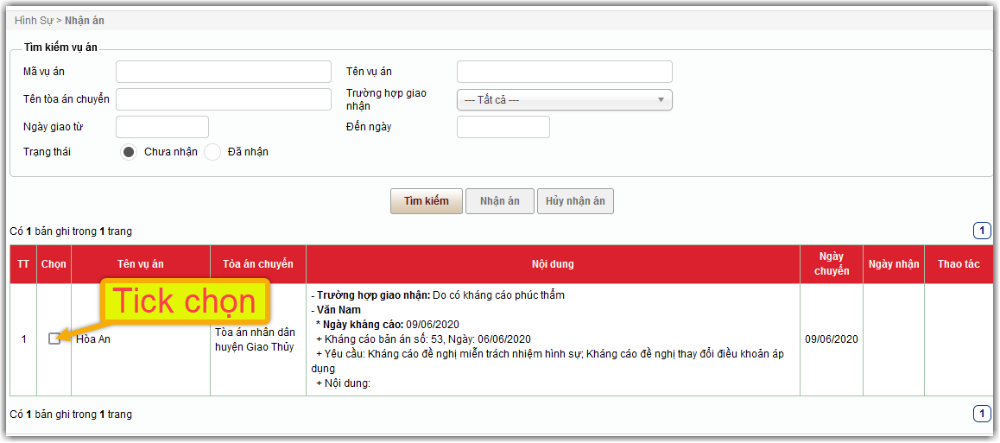 Hình Sự > Nhận án
Tìm kiếm vụ án
Mã vụ án
Tên vụ án
Tên tòa án chuyển
Trường hợp giao
nhận
--- Tất cả ---
Ngày giao từ
Đến ngày
Trạng thái
Chưa nhận
Đã nhận
Tìm kiếm
Nhận án
Hủy nhận án
Có 1 bản ghi trong 1 trang
1
TT
Chọn
Tên vụ án
Tòa án chuyển
Nội dung
Ngày
chuyển
Ngày nhận
Thao tác
Tick chọn
1
Hòa An
Tòa án nhân dân
huyện Giao Thủy
- Trường hợp giao nhận: Do có kháng cáo phúc thẩm
- Văn Nam
* Ngày kháng cáo: 09/06/2020
+ Kháng cáo bản án số: 53, Ngày: 06/06/2020
+ Yêu cầu: Kháng cáo đề nghị miễn trách nhiệm hình sự; Kháng cáo đề nghị thay đổi điều khoản áp
dụng
+ Nội dung:
09/06/2020
Có 1 bản ghi trong 1 trang
1